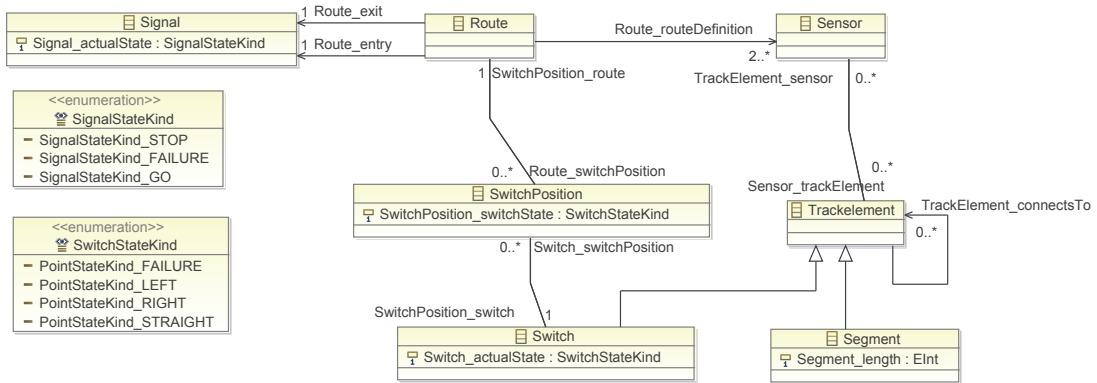 Signal
Signal_actualState : SignalStateKind
1 Route_exit
1 Route_entry
Route
Route_routeDefinition
2..*
Sensor
TrackElement_sensor
0..*
1
SwitchPosition_route
<<enumeration>>
SignalStateKind
SignalStateKind_STOP
SignalStateKind_FAILURE
SignalStateKind_GO
0..*
Route_switchPosition
SwitchPosition
SwitchPosition_switchState : SwitchStateKind
0..*
Sensor_trackElement
Trackelement
TrackElement_connectsTo
0..*
<<enumeration>>
SwitchStateKind
PointStateKind_FAILURE
PointStateKind_LEFT
PointStateKind_RIGHT
PointStateKind_STRAIGHT
0..*
Switch_switchPosition
SwitchPosition_switch
1
Switch
Switch_actualState : SwitchStateKind
Segment
Segment_length : EInt